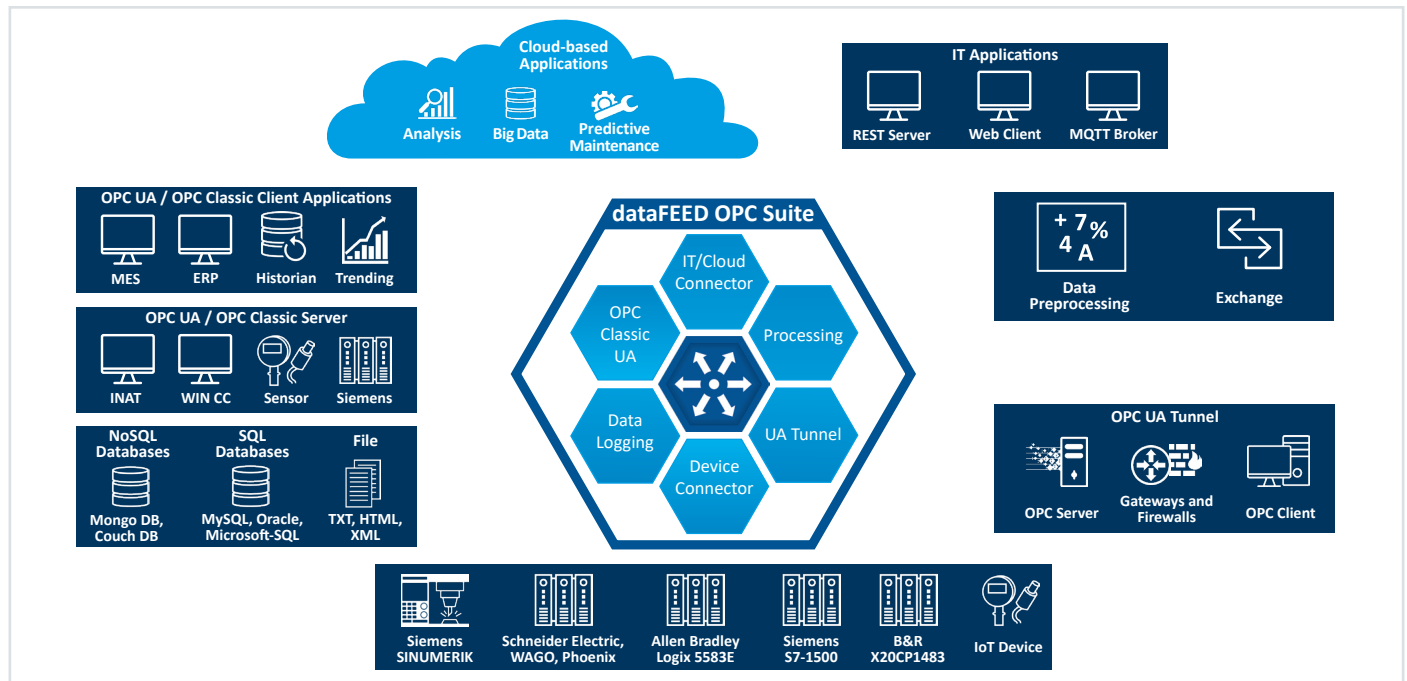 Cloud-based
Applications
Analysis
Big Data
Predictive
Maintenance
IT Applications
REST Server
Web Client
MQTT Broker
OPC UA / OPC Classic Client Applications
MES
ERP
Historian
Trending
OPC UA / OPC Classic Server
INAT
WIN CC
Sensor
Siemens
NoSQL
Databases
Mongo DB,
Couch DB
SQL
Databases
MySQL, Oracle,
Microsoft-SQL
File
TXT, HTML,
XML
dataFEED OPC Suite
IT/Cloud
Connector
OPC
Classic
UA
Processing
Data
Logging
UA Tunnel
Device
Connector
+ 7%
4 A
Data
Preprocessing
Exchange
OPC UA Tunnel
OPC Server
Gateways and
Firewalls
OPC Client
Siemens
SINUMERIK
Schneider Electric,
WAGO, Phoenix
Allen Bradley
Logix 5583E
Siemens
S7-1500
B&R
X20CP1483
IoT Device